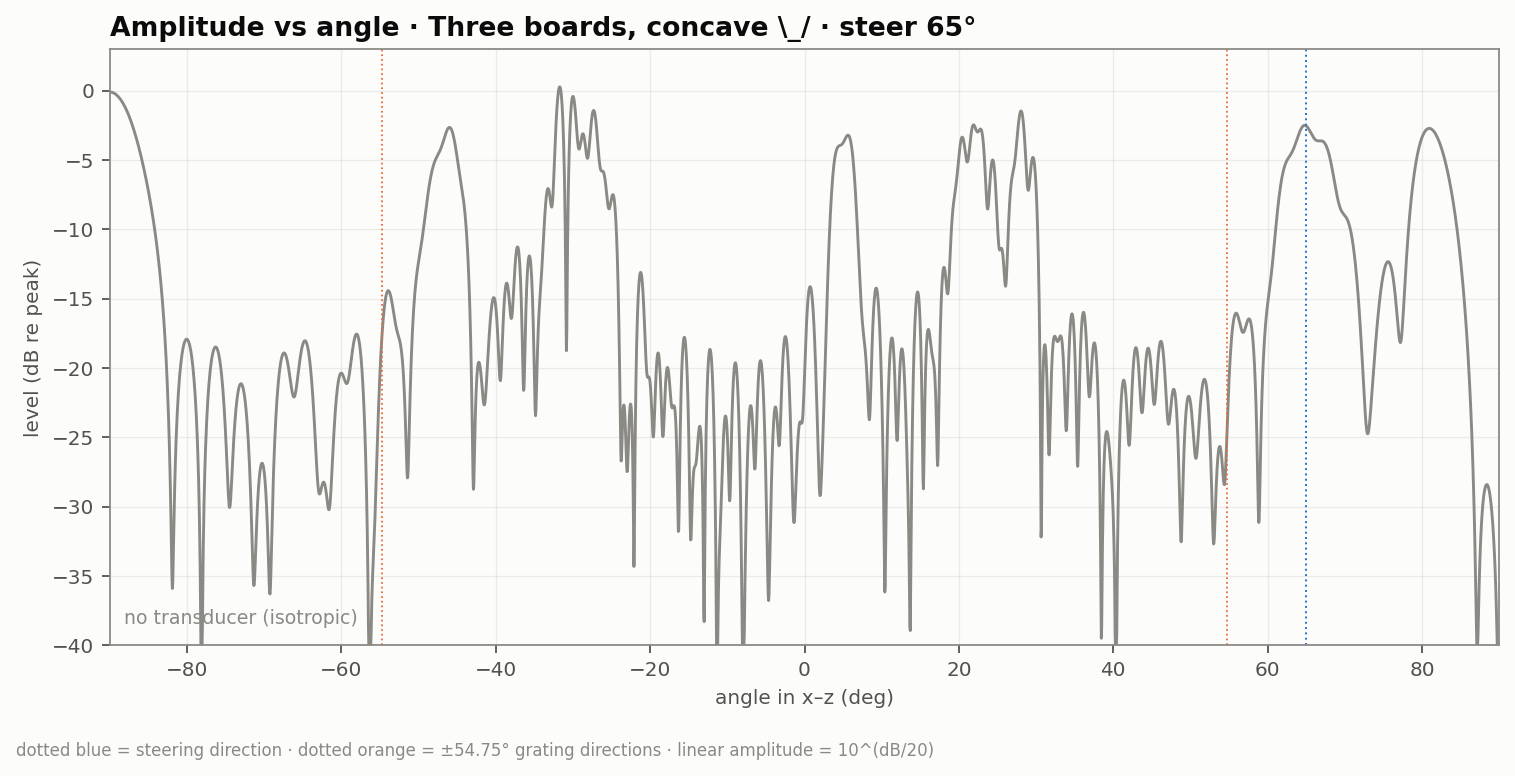 Amplitude vs angle · Three boards, concave \_/ · steer 65°
0
−5
−10
−15
−20
−25
−30
−35
−40
level (dB re peak)
no transducer (isotropic)
−80 −60 −40 −20 0 20 40 60 80
angle in x–z (deg)
dotted blue = steering direction · dotted orange = ±54.75° grating directions · linear amplitude = 10^(dB/20)